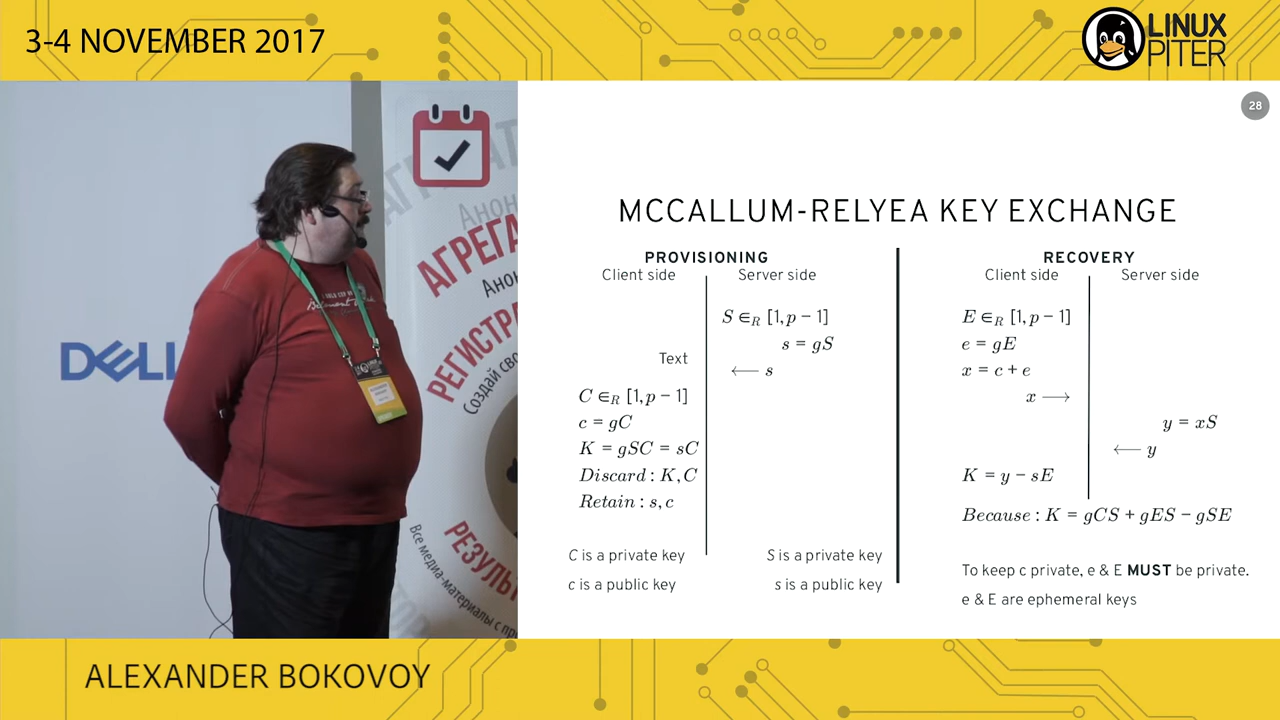 3-4 NOVEMBER 2017
LINUX
PITER
DELL
АГРЕГА
Анон
РЕГИСТР
Создай сво
РЕЗУЛЬ
Все медиа-материалы с пр
28
MCCALLUM-RELYEA KEY EXCHANGE
PROVISIONING
Client side
Server side
S ∈R [1, p − 1]
s = gS
Text
⟵ s
C ∈R [1, p − 1]
c = gC
K = gSC = sC
Discard : K, C
Retain : s, c
C is a private key
S is a private key
c is a public key
s is a public key
RECOVERY
Client side
Server side
E ∈R [1, p − 1]
e = gE
x = c + e
x ⟶
y = xS
⟵ y
K = y − sE
Because : K = gCS + gES − gSE
To keep c private, e & E MUST be private.
e & E are ephemeral keys
ALEXANDER BOKOVOY